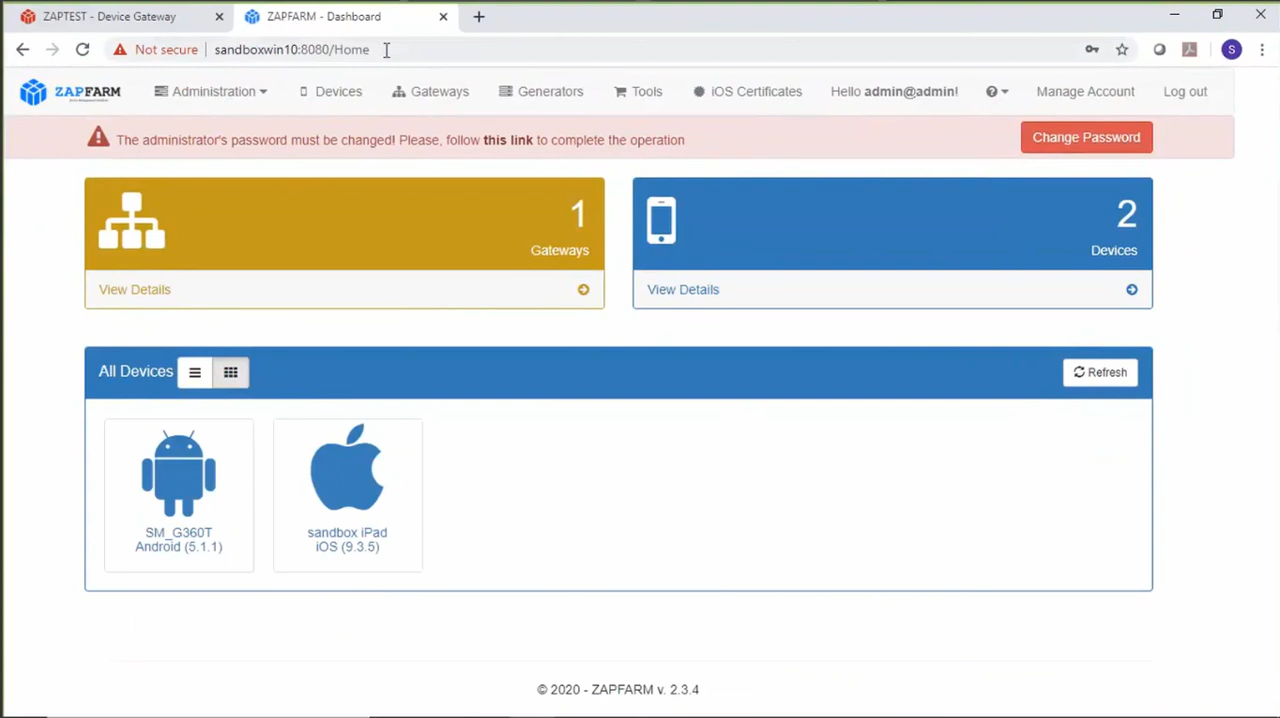 ZAPTEST - Device Gateway
ZAPFARM - Dashboard
Not secure
sandboxwin10:8080/Home
S
ZAPFARM
Administration
Devices
Gateways
Generators
Tools
iOS Certificates
Hello admin@admin!
Manage Account
Log out
The administrator's password must be changed! Please, follow this link to complete the operation
Change Password
1
Gateways
View Details
2
Devices
View Details
All Devices
Refresh
SM_G360T
Android (5.1.1)
sandbox iPad
iOS (9.3.5)
© 2020 - ZAPFARM v. 2.3.4